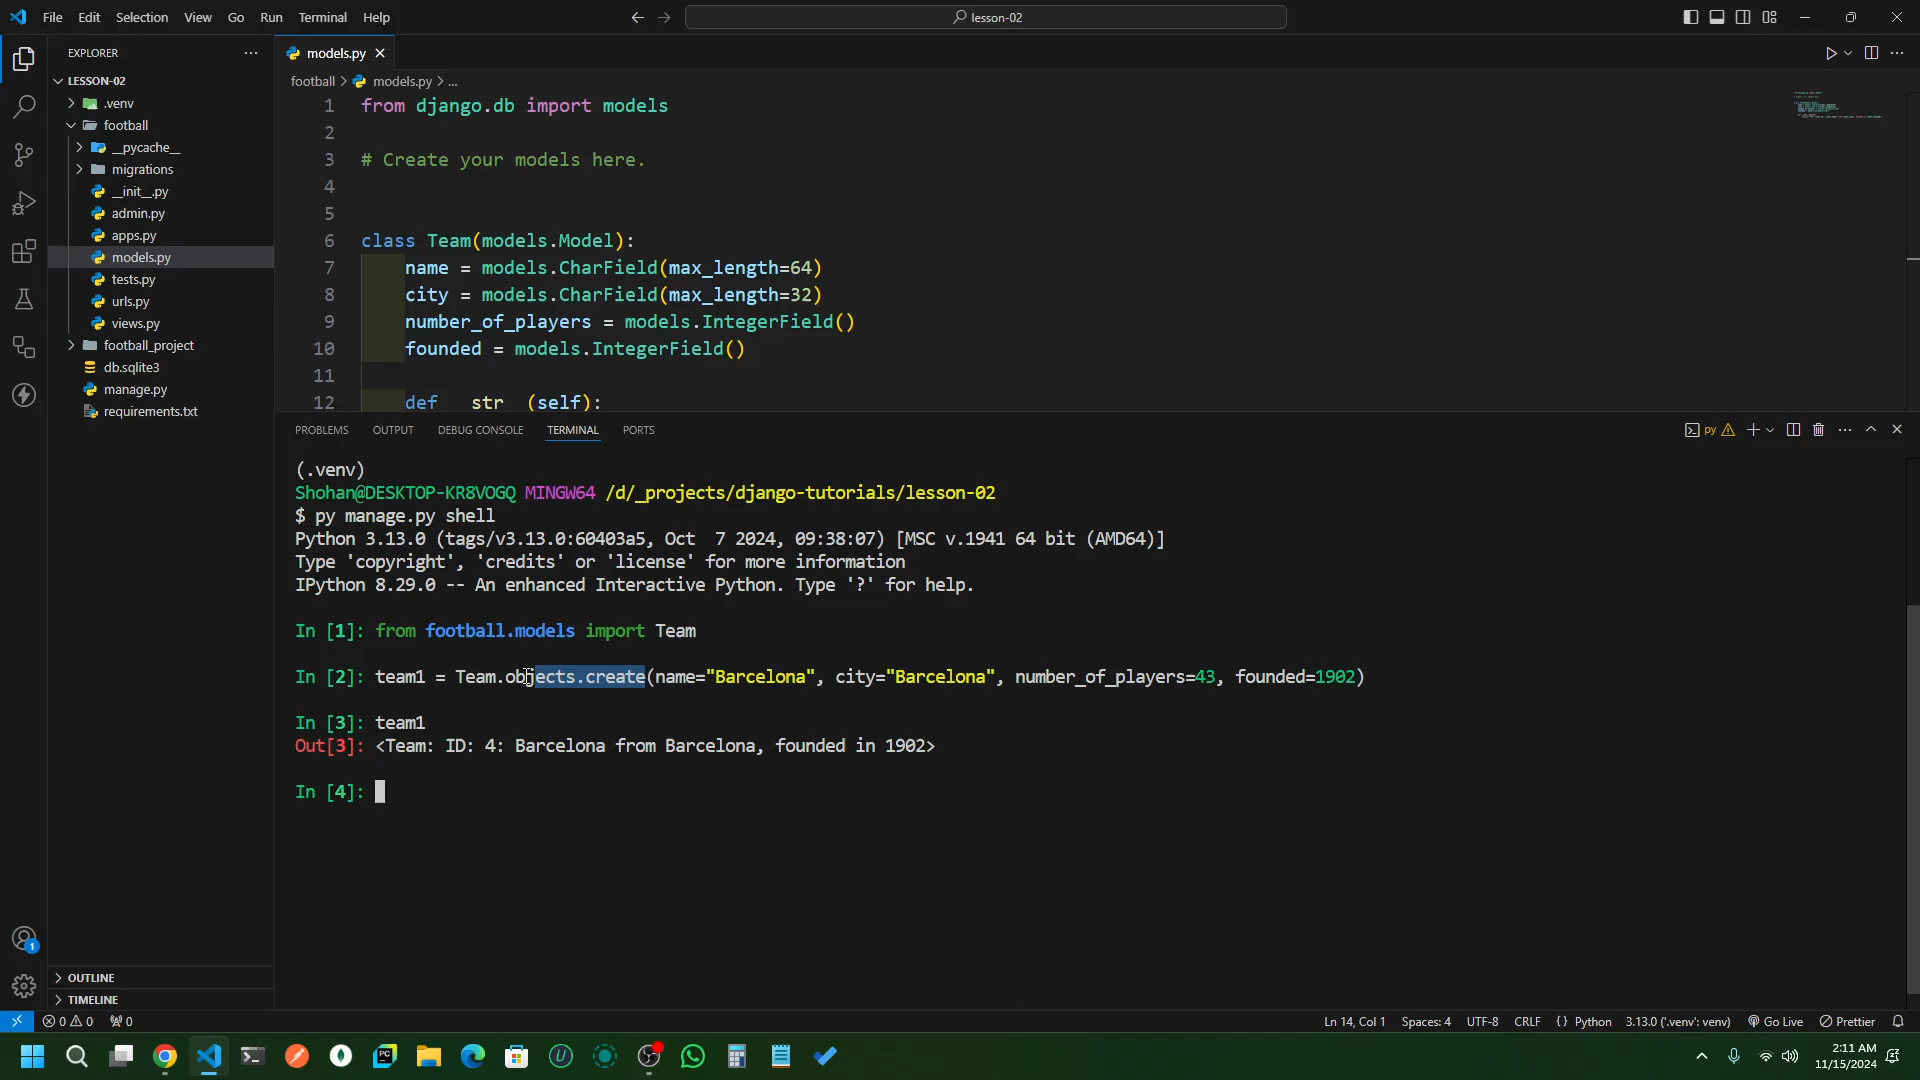 File Edit Selection View Go Run Terminal Help
lesson-02
EXPLORER
LESSON-02
.venv
football
__pycache__
migrations
__init__.py
admin.py
apps.py
models.py
tests.py
urls.py
views.py
football_project
db.sqlite3
manage.py
requirements.txt
OUTLINE
TIMELINE
models.py
football > models.py > ...
1 from django.db import models
2
3 # Create your models here.
4
5
6 class Team(models.Model):
7 name = models.CharField(max_length=64)
8 city = models.CharField(max_length=32)
9 number_of_players = models.IntegerField()
10 founded = models.IntegerField()
11
12 def __str__(self):
PROBLEMS OUTPUT DEBUG CONSOLE TERMINAL PORTS
py
(.venv)
Shohan@DESKTOP-KR8VOGQ MINGW64 /d/_projects/django-tutorials/lesson-02
$ py manage.py shell
Python 3.13.0 (tags/v3.13.0:60403a5, Oct  7 2024, 09:38:07) [MSC v.1941 64 bit (AMD64)]
Type 'copyright', 'credits' or 'license' for more information
IPython 8.29.0 -- An enhanced Interactive Python. Type '?' for help.
In [1]: from football.models import Team
In [2]: team1 = Team.objects.create(name="Barcelona", city="Barcelona", number_of_players=43, founded=1902)
In [3]: team1
Out[3]: <Team: ID: 4: Barcelona from Barcelona, founded in 1902>
In [4]:
1
0 0 0
Ln 14, Col 1 Spaces: 4 UTF-8 CRLF {} Python 3.13.0 ('.venv': venv) Go Live Prettier
2:11 AM
11/15/2024